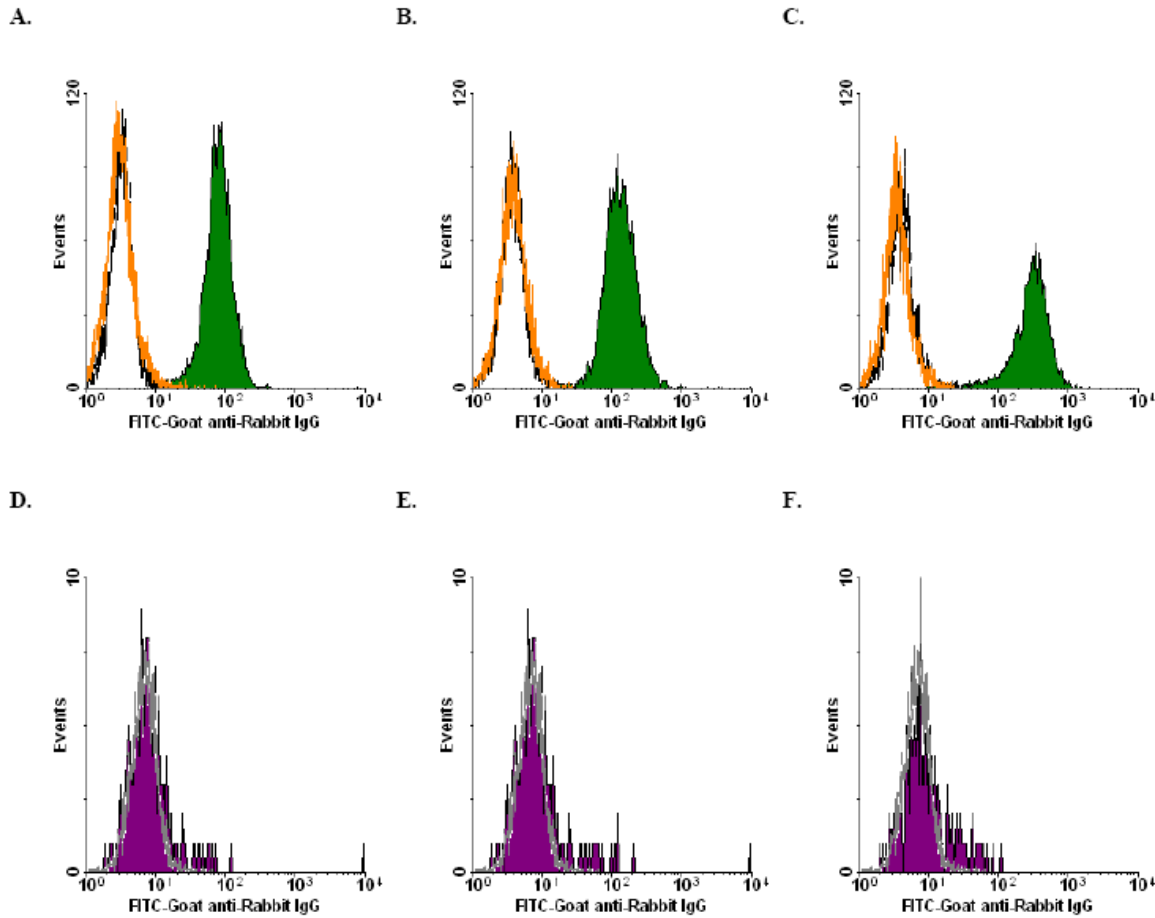 A.
B.
C.
120
120
120
Events
Events
Events
0
0
0
10⁰ 10¹ 10² 10³ 10⁴
10⁰ 10¹ 10² 10³ 10⁴
10⁰ 10¹ 10² 10³ 10⁴
FITC-Goat anti-Rabbit IgG
FITC-Goat anti-Rabbit IgG
FITC-Goat anti-Rabbit IgG
D.
E.
F.
10
10
10
Events
Events
Events
0
0
0
10⁰ 10¹ 10² 10³ 10⁴
10⁰ 10¹ 10² 10³ 10⁴
10⁰ 10¹ 10² 10³ 10⁴
FITC-Goat anti-Rabbit IgG
FITC-Goat anti-Rabbit IgG
FITC-Goat anti-Rabbit IgG